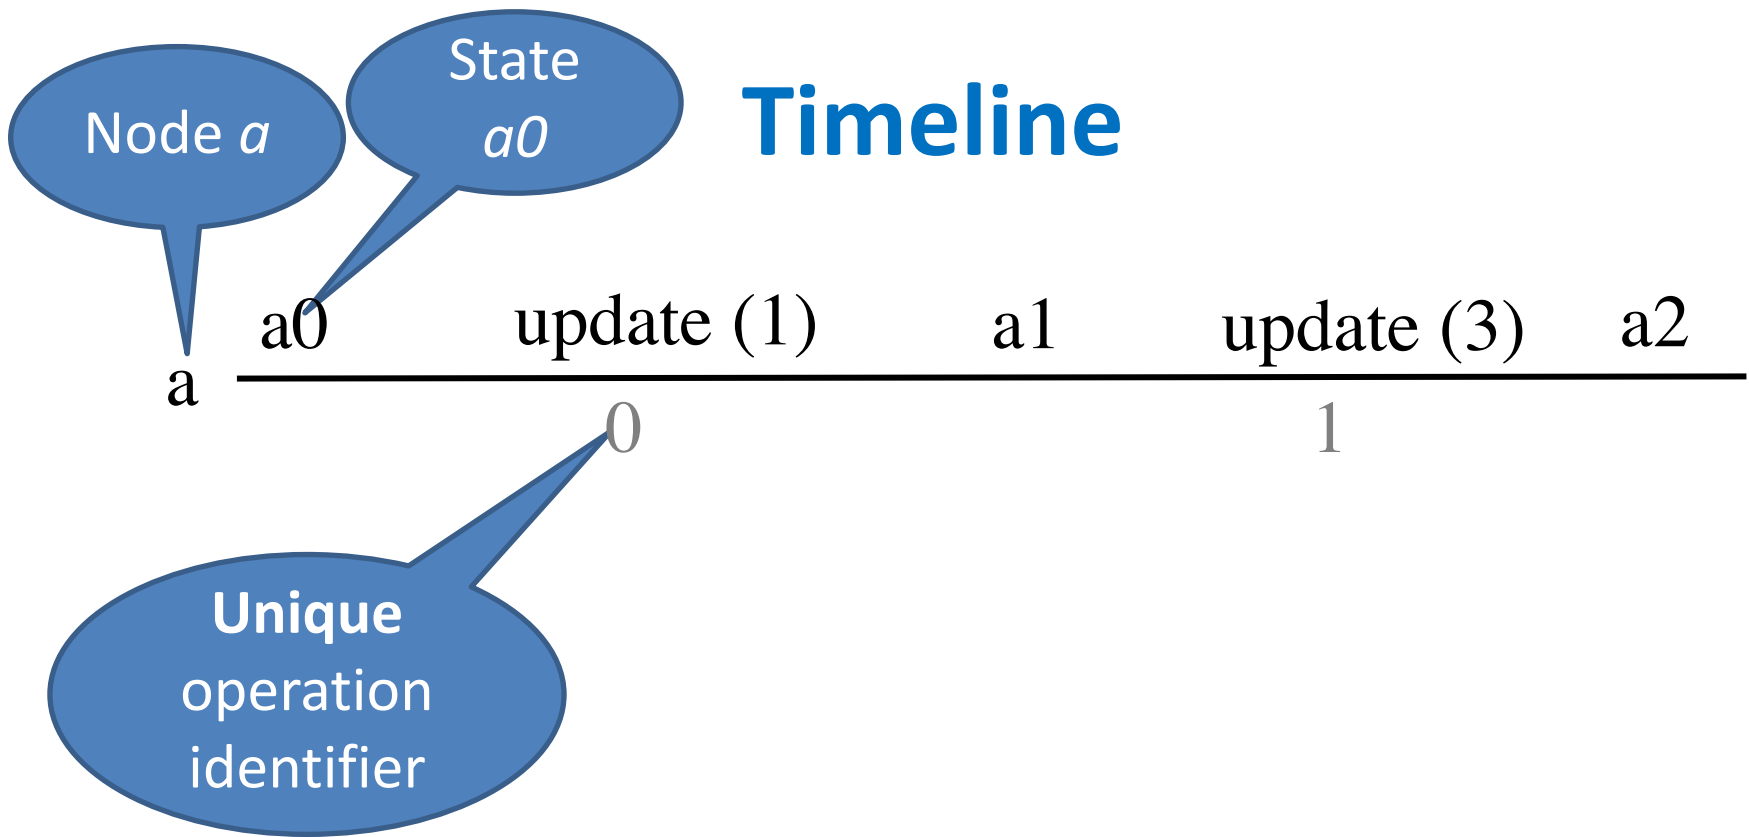 State
a0
Timeline
Node a
a0 update (1) a1 update (3) a2
a
0 1
Unique
operation
identifier